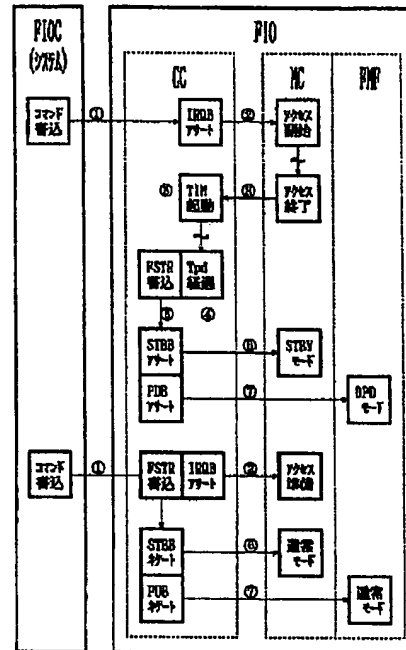 FIOC
(システム)
FIO
CC
MC
FMF
コマンド
書込
①
IRQB
アサート
②
アクセス
開始
TIM
起動
アクセス
終了
FSTR
書込
Tpd
経過
④
⑤
STBB
アサート
⑥
STBY
モード
PDB
アサート
⑦
DPD
モード
コマンド
書込
①
FSTR
書込
IRQB
アサート
②
アクセス
準備
STBB
ネゲート
⑥
通常
モード
PDB
ネゲート
⑦
通常
モード